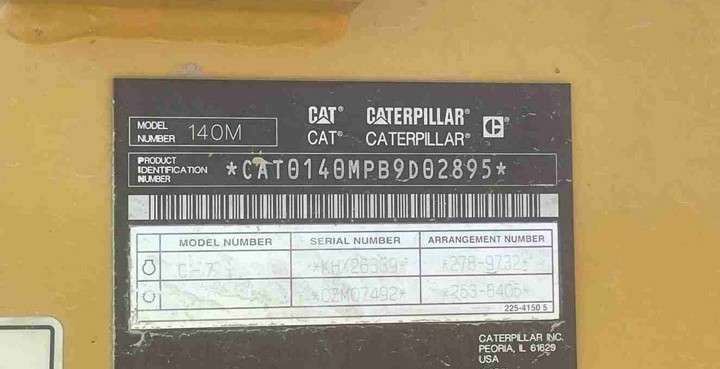 CAT® CATERPILLAR®
CAT® CATERPILLAR®
MODEL NUMBER 140M
PRODUCT IDENTIFICATION NUMBER *CAT0140MPB9D02895*
MODEL NUMBER SERIAL NUMBER ARRANGEMENT NUMBER
C-7 *KHX26339* *278-9732*
*CZM07492* *253-6405*
225-4150 5
CATERPILLAR INC.
PEORIA, IL 61629
USA